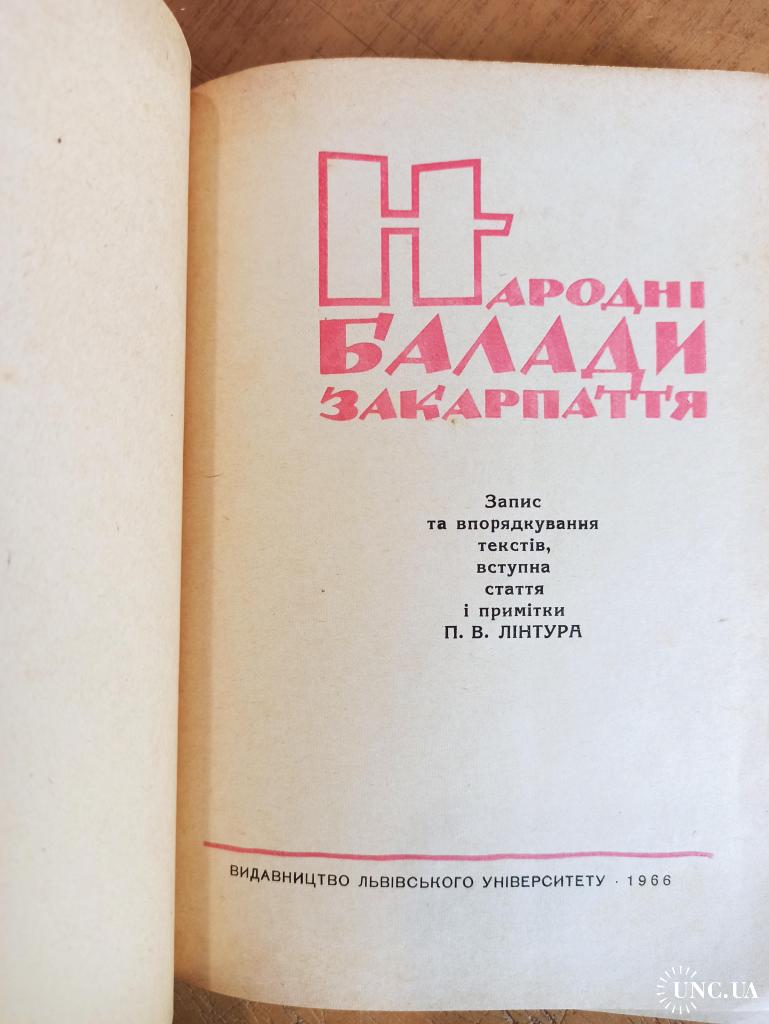 Народні
БАЛАДИ
ЗАКАРПАТТЯ
Запис
та впорядкування
текстів,
вступна
стаття
і примітки
П. В. ЛІНТУРА
ВИДАВНИЦТВО ЛЬВІВСЬКОГО УНІВЕРСИТЕТУ · 1966
UNC.UA